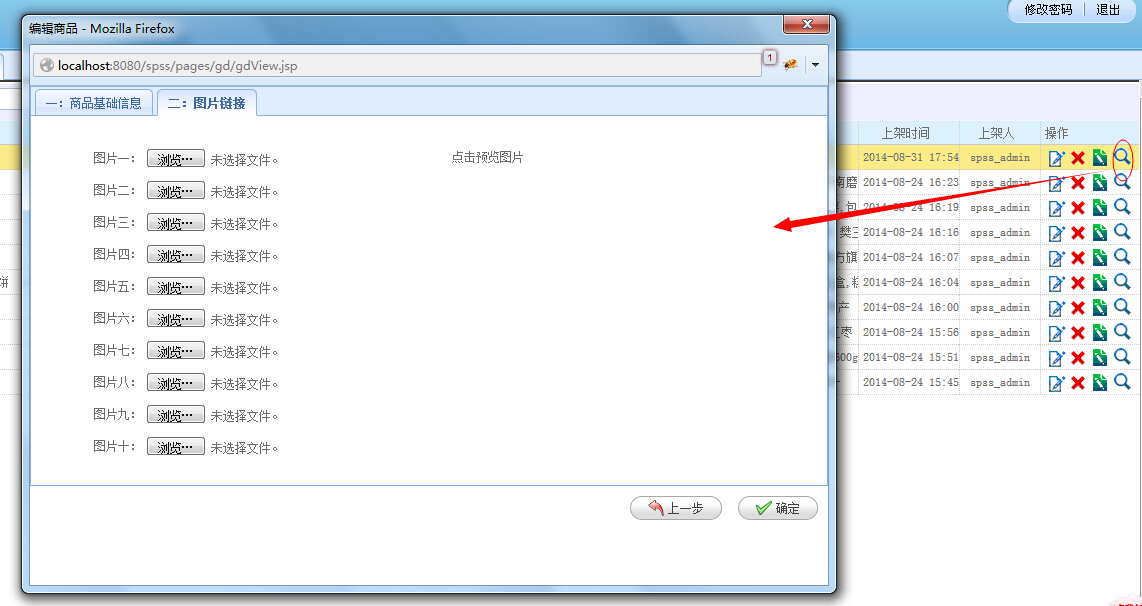 修改密码 退出
编辑商品 - Mozilla Firefox
localhost:8080/spss/pages/gd/gdView.jsp
1
一：商品基础信息 二：图片链接
图片一： 浏览… 未选择文件。 点击预览图片
图片二： 浏览… 未选择文件。
图片三： 浏览… 未选择文件。
图片四： 浏览… 未选择文件。
图片五： 浏览… 未选择文件。
图片六： 浏览… 未选择文件。
图片七： 浏览… 未选择文件。
图片八： 浏览… 未选择文件。
图片九： 浏览… 未选择文件。
图片十： 浏览… 未选择文件。
上一步 确定
上架时间 上架人 操作
2014-08-31 17:54 spss_admin
南磨 2014-08-24 16:23 spss_admin
包 2014-08-24 16:19 spss_admin
樊三 2014-08-24 16:16 spss_admin
方旗 2014-08-24 16:07 spss_admin
饼 盒,粽 2014-08-24 16:04 spss_admin
产 2014-08-24 16:00 spss_admin
枣 2014-08-24 15:56 spss_admin
500g 2014-08-24 15:51 spss_admin
2014-08-24 15:45 spss_admin